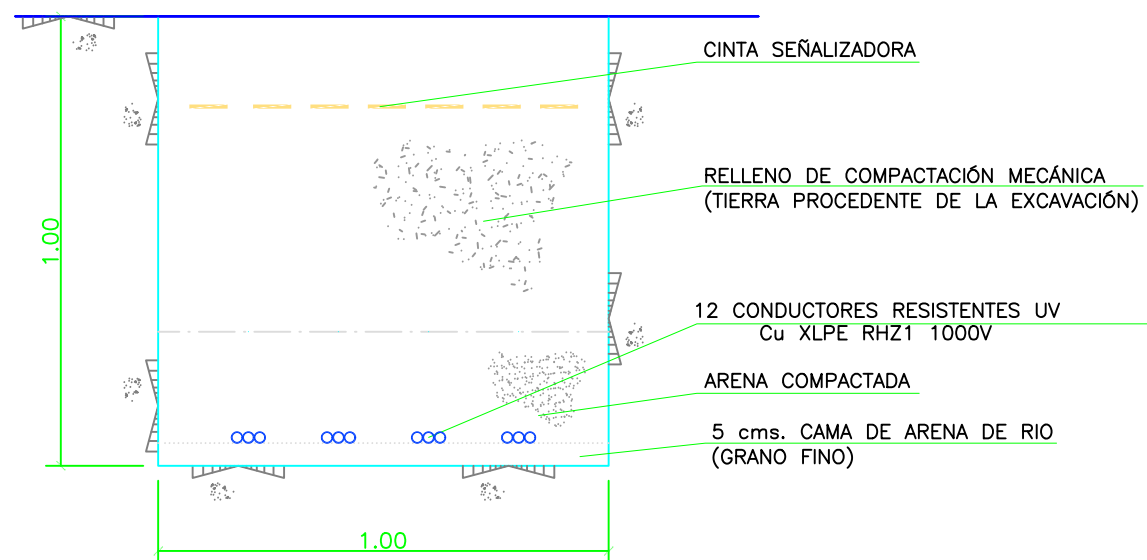 CINTA SEÑALIZADORA
RELLENO DE COMPACTACIÓN MECÁNICA
(TIERRA PROCEDENTE DE LA EXCAVACIÓN)
1.00
12 CONDUCTORES RESISTENTES UV
Cu XLPE RHZ1 1000V
ARENA COMPACTADA
5 cms. CAMA DE ARENA DE RIO
(GRANO FINO)
1.00